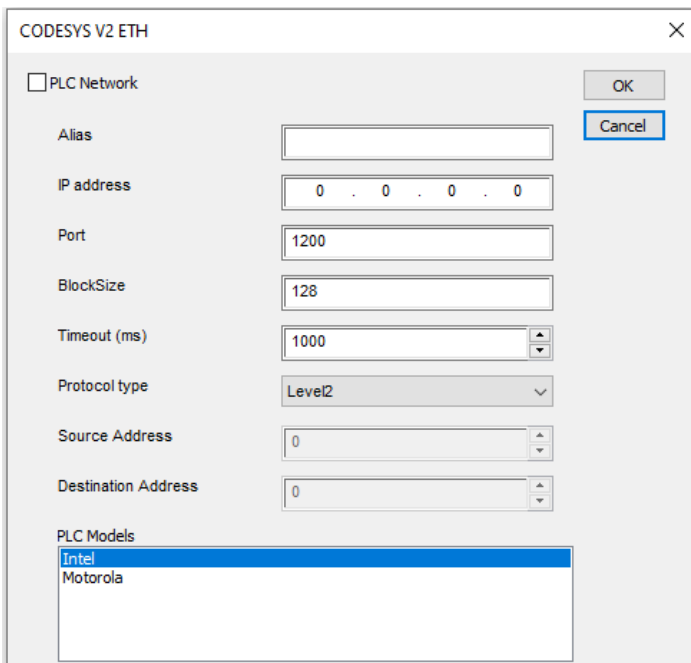 CODESYS V2 ETH
PLC Network
OK
Cancel
Alias
IP address 0 . 0 . 0 . 0
Port 1200
BlockSize 128
Timeout (ms) 1000
Protocol type Level2
Source Address 0
Destination Address 0
PLC Models
Intel
Motorola